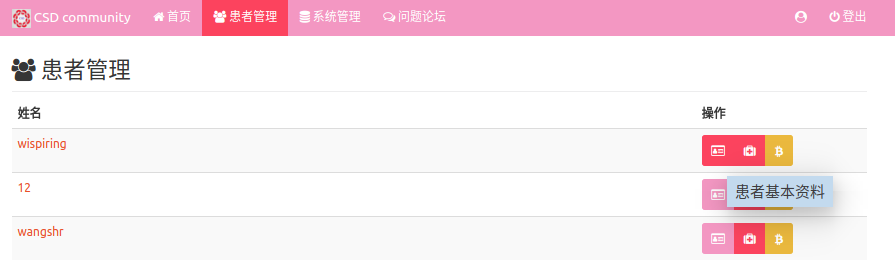 CSD community 首页 患者管理 系统管理 问题论坛 登出
患者管理
姓名 操作
wispiring
12
患者基本资料
wangshr